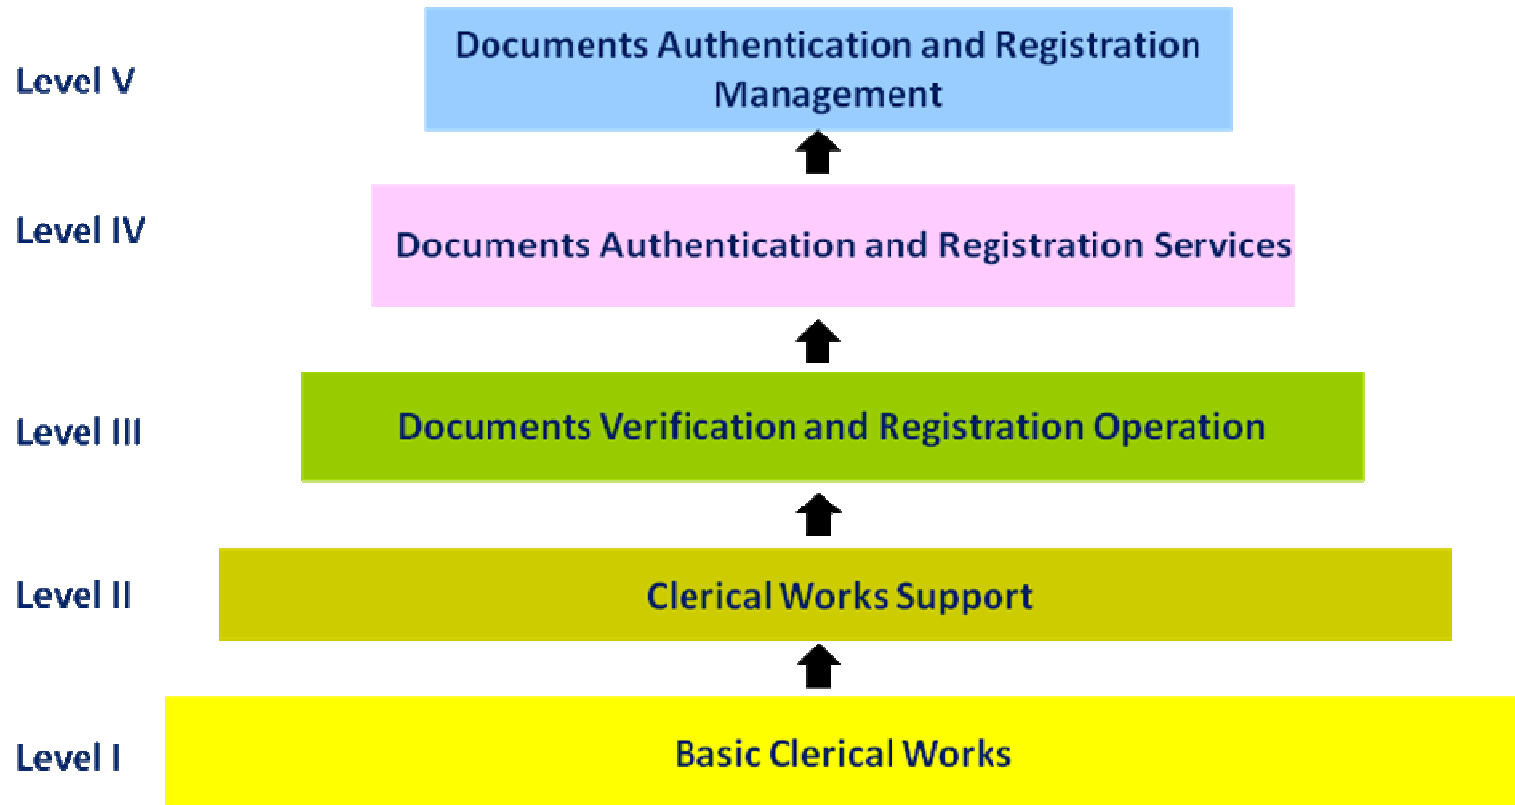 Level V
Documents Authentication and Registration
Management
Level IV
Documents Authentication and Registration Services
Level III
Documents Verification and Registration Operation
Level II
Clerical Works Support
Level I
Basic Clerical Works